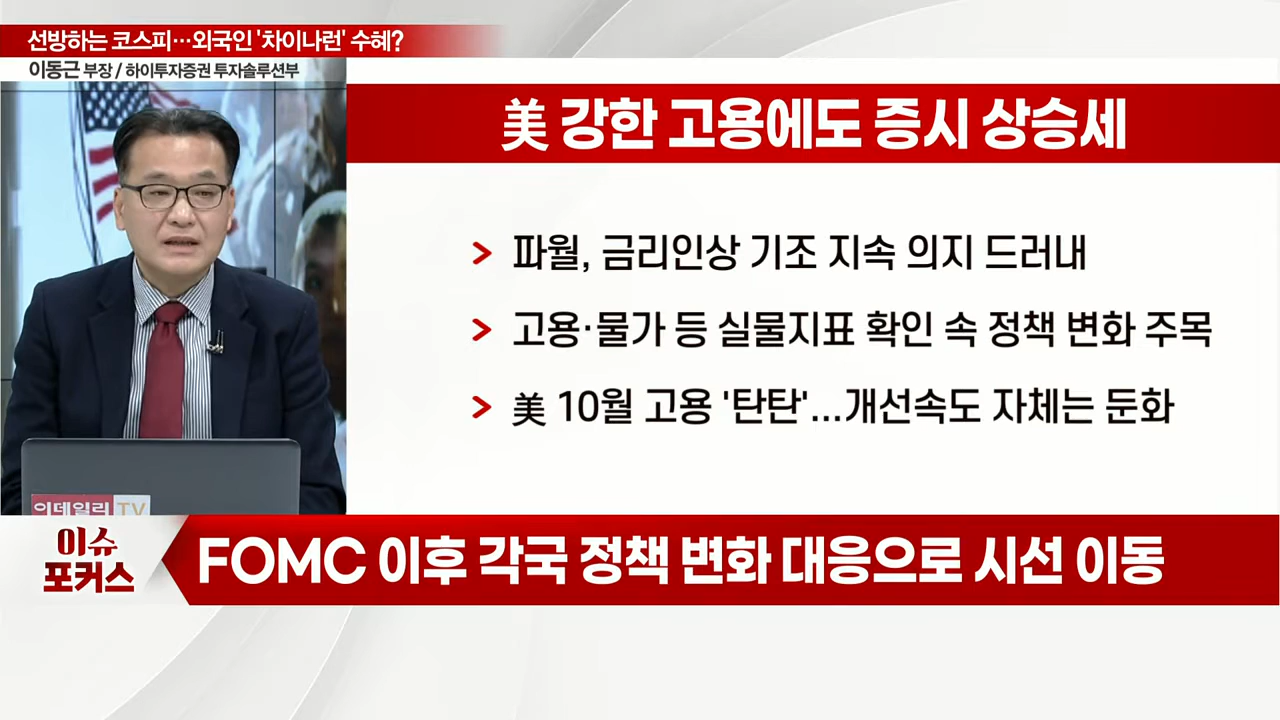 선방하는 코스피…외국인 '차이나런' 수혜?
이동근 부장 / 하이투자증권 투자솔루션부
美 강한 고용에도 증시 상승세
> 파월, 금리인상 기조 지속 의지 드러내
> 고용·물가 등 실물지표 확인 속 정책 변화 주목
> 美 10월 고용 '탄탄'...개선속도 자체는 둔화
이데일리 TV
이슈
포커스
FOMC 이후 각국 정책 변화 대응으로 시선 이동